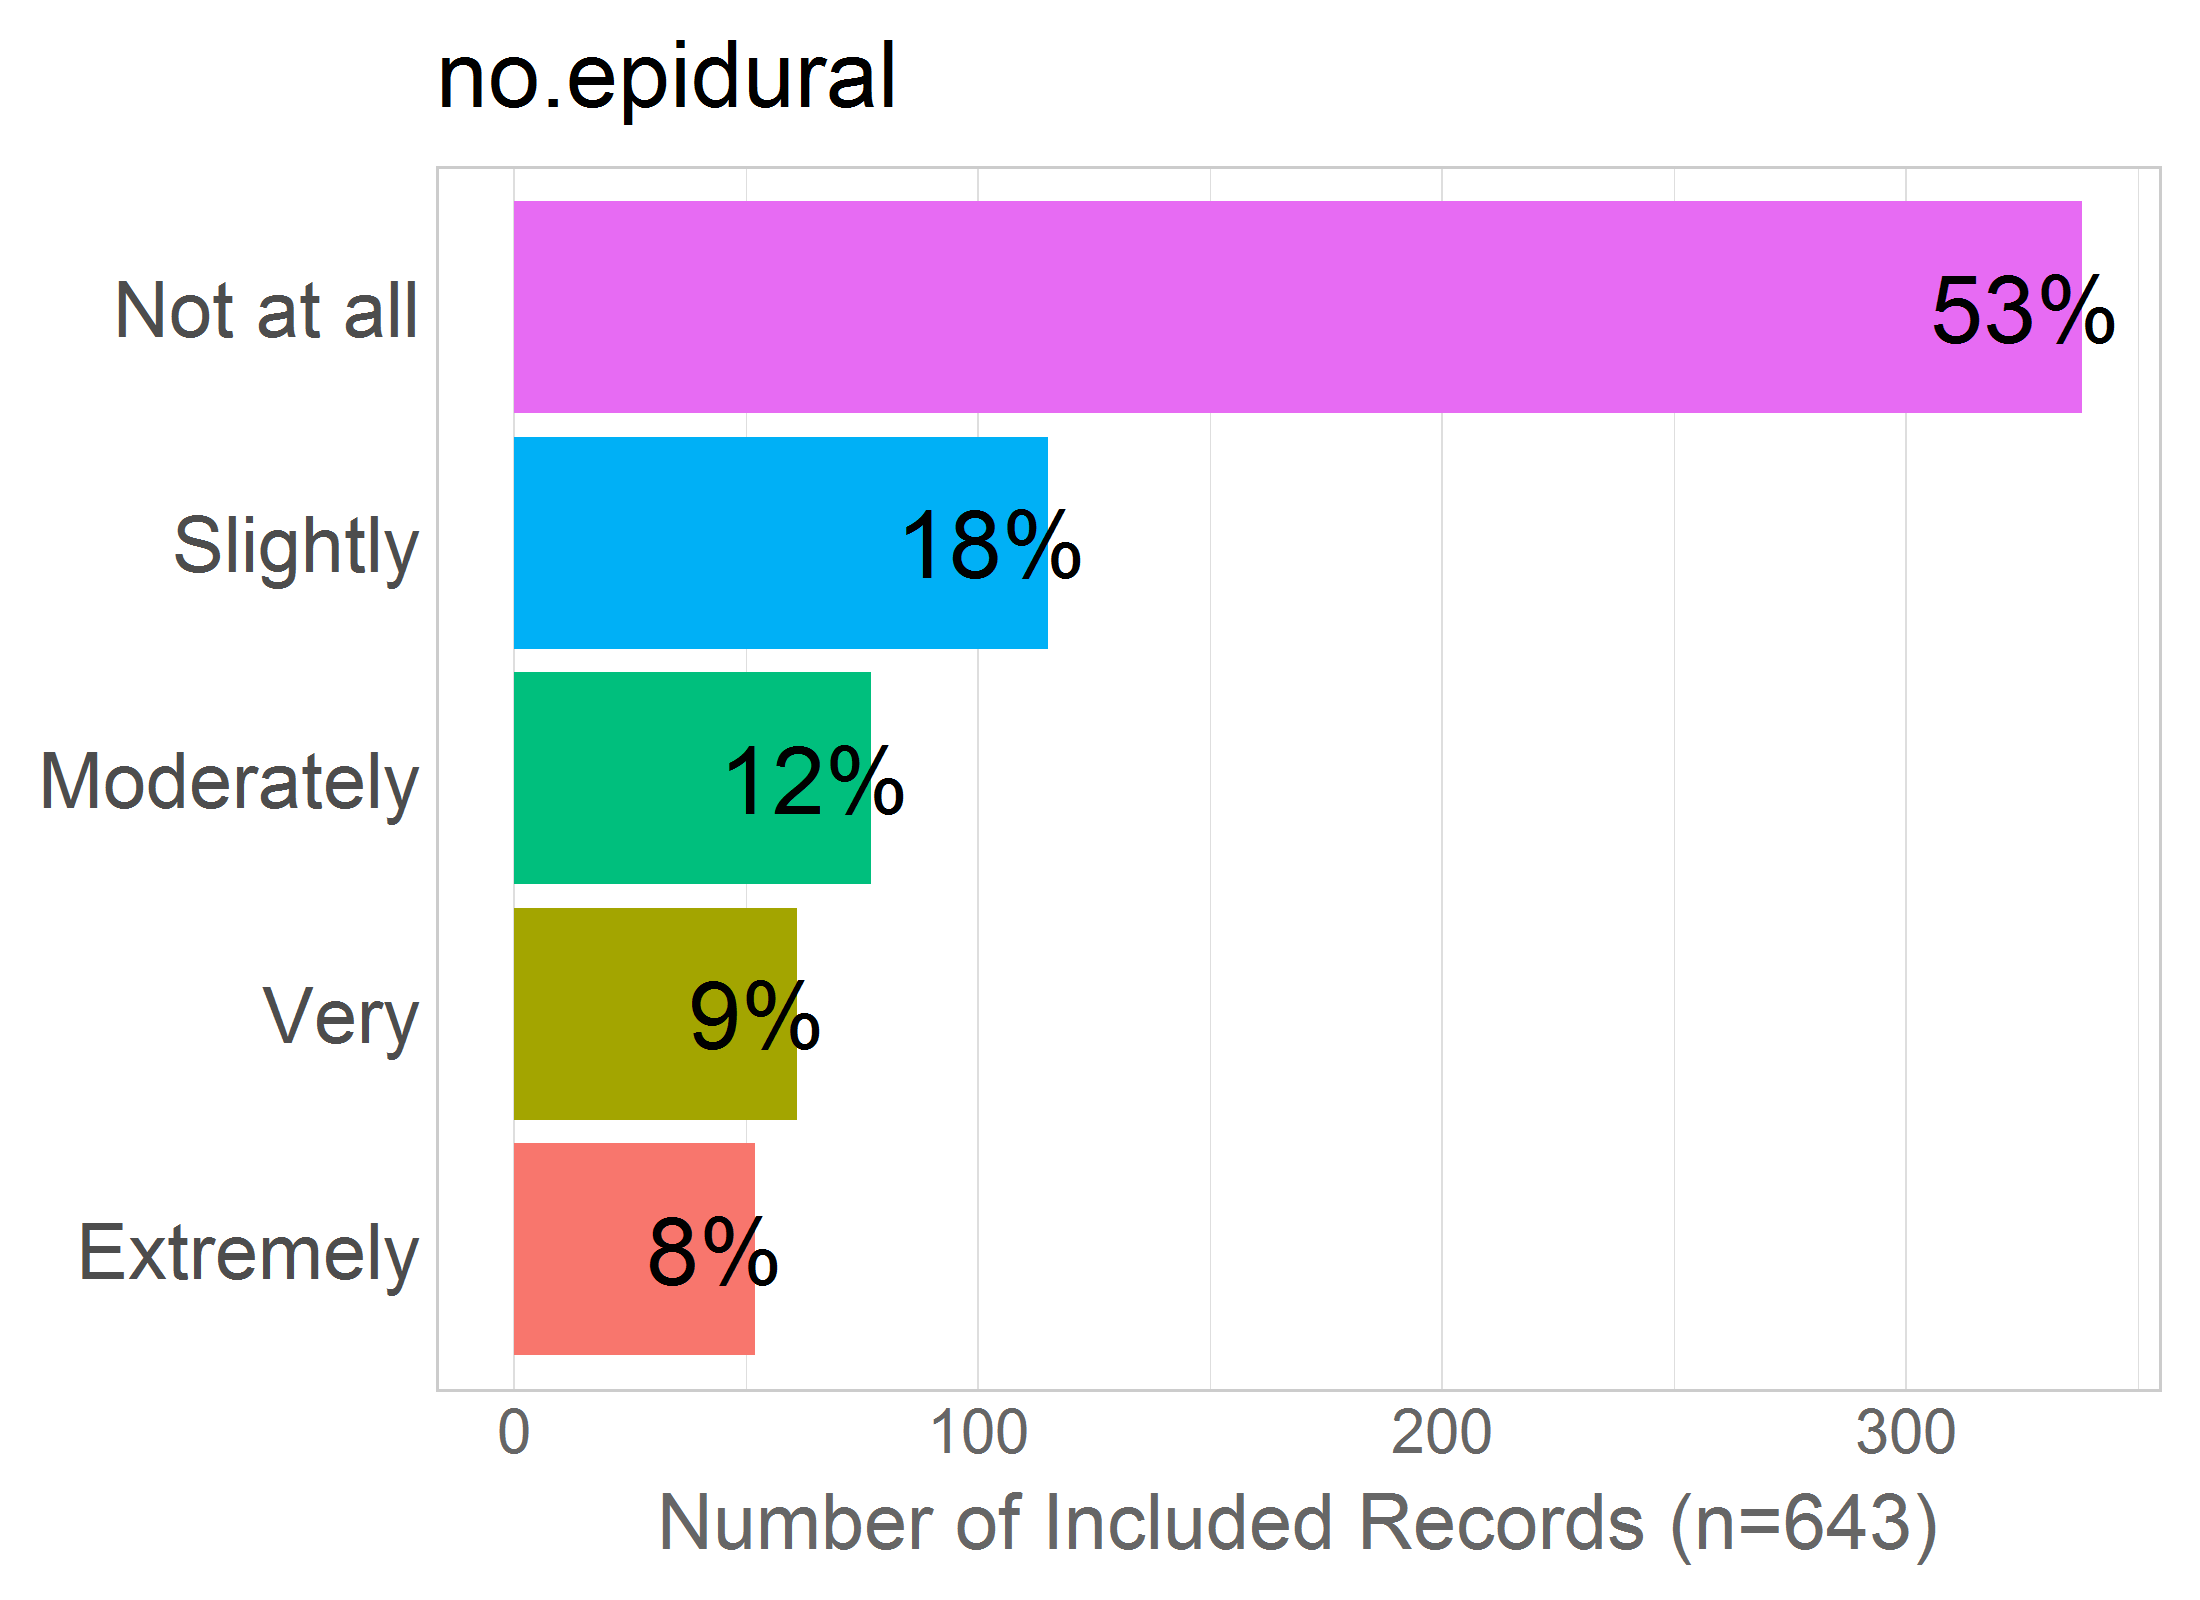 no.epidural
Not at all
53%
Slightly
18%
Moderately
12%
Very
9%
Extremely
8%
0 100 200 300
Number of Included Records (n=643)